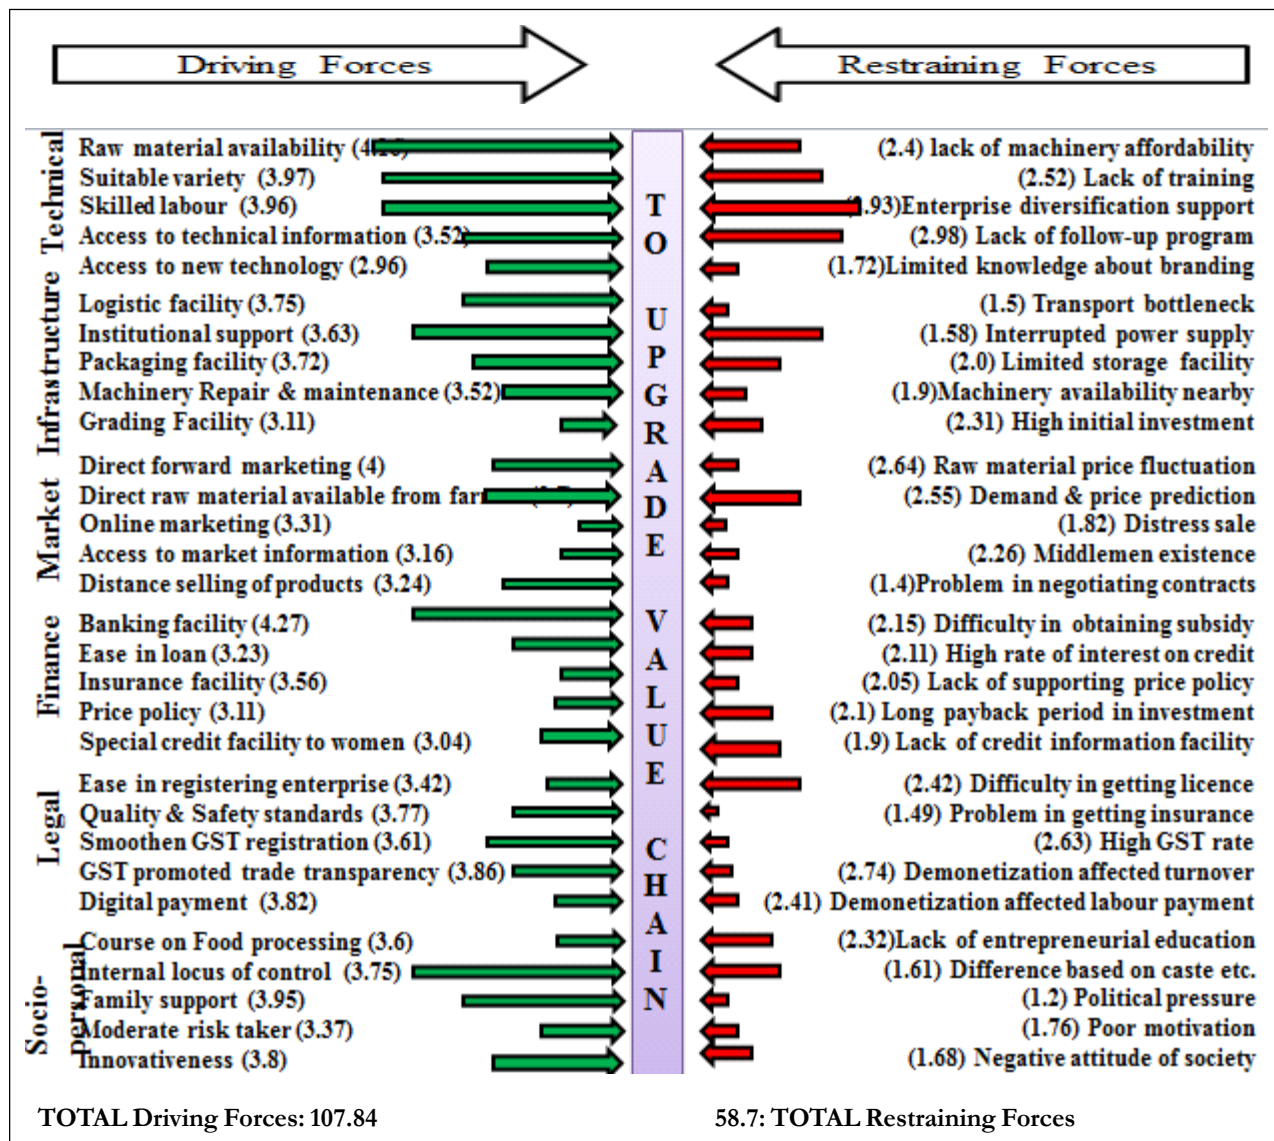 Driving Forces
Restraining Forces
Technical
Raw material availability
Suitable variety (3.97)
Skilled labour (3.96)
Access to technical information (3.52)
Access to new technology (2.96)
Infrastructure
Logistic facility (3.75)
Institutional support (3.63)
Packaging facility (3.72)
Machinery Repair & maintenance (3.52)
Grading Facility (3.11)
Market
Direct forward marketing (4)
Direct raw material available from
Online marketing (3.31)
Access to market information (3.16)
Distance selling of products (3.24)
Finance
Banking facility (4.27)
Ease in loan (3.23)
Insurance facility (3.56)
Price policy (3.11)
Special credit facility to women (3.04)
Legal
Ease in registering enterprise (3.42)
Quality & Safety standards (3.77)
Smoothen GST registration (3.61)
GST promoted trade transparency (3.86)
Digital payment (3.82)
Socio-
personal
Course on Food processing (3.6)
Internal locus of control (3.75)
Family support (3.95)
Moderate risk taker (3.37)
Innovativeness (3.8)
TO UPGRADE VALUE CHAIN
(2.4) lack of machinery affordability
(2.52) Lack of training
Enterprise diversification support
(2.98) Lack of follow-up program
(1.72)Limited knowledge about branding
(1.5) Transport bottleneck
(1.58) Interrupted power supply
(2.0) Limited storage facility
(1.9)Machinery availability nearby
(2.31) High initial investment
(2.64) Raw material price fluctuation
(2.55) Demand & price prediction
(1.82) Distress sale
(2.26) Middlemen existence
(1.4)Problem in negotiating contracts
(2.15) Difficulty in obtaining subsidy
(2.11) High rate of interest on credit
(2.05) Lack of supporting price policy
(2.1) Long payback period in investment
(1.9) Lack of credit information facility
(2.42) Difficulty in getting licence
(1.49) Problem in getting insurance
(2.63) High GST rate
(2.74) Demonetization affected turnover
(2.41) Demonetization affected labour payment
(2.32)Lack of entrepreneurial education
(1.61) Difference based on caste etc.
(1.2) Political pressure
(1.76) Poor motivation
(1.68) Negative attitude of society
TOTAL Driving Forces: 107.84
58.7: TOTAL Restraining Forces